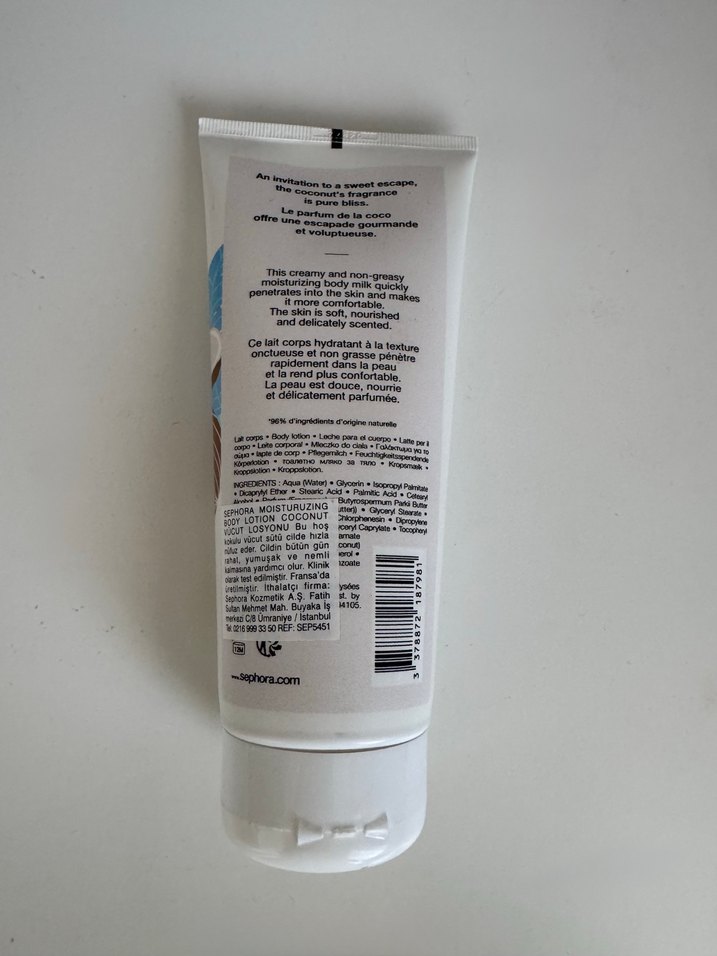 An invitation to a sweet escape,
the coconut's fragrance
is pure bliss.
Le parfum de la coco
offre une escapade gourmande
et voluptueuse.
This creamy and non-greasy
moisturizing body milk quickly
penetrates into the skin and makes
it more comfortable.
The skin is soft, nourished
and delicately scented.
Ce lait corps hydratant à la texture
onctueuse et non grasse pénètre
rapidement dans la peau
et la rend plus confortable.
La peau est douce, nourrie
et délicatement parfumée.
*96% d'ingrédients d'origine naturelle
Lait corps • Body lotion • Leche para el cuerpo • Latte per il
corpo • Leite corporal • Mleczko do ciała • Γαλάκτωμα για το
σώμα • lapte de corp • Pflegemilch • Feuchtigkeitsspendende
Körperlotion • тоалетно мляко за тяло • Kropsmælk •
Kroppslotion • Kroppslotion.
INGREDIENTS : Aqua (Water) • Glycerin • Isopropyl Palmitate
• Dicaprylyl Ether • Stearic Acid • Palmitic Acid • Cetearyl
Alcohol • Parfum Butyrospermum Parkii Butter
• Glyceryl Stearate •
Chlorphenesin • Dipropylene
Caprylate • Tocopheryl
SEPHORA MOISTURUZING
BODY LOTION COCONUT
VÜCUT LOSYONU Bu hoş
kokulu vücut sütü cilde hızla
nüfuz eder. Cildin bütün gün
rahat, yumuşak ve nemli
kalmasına yardımcı olur. Klinik
olarak test edilmiştir. Fransa'da
üretilmiştir. İthalatçı firma:
Sephora Kozmetik A.Ş. Fatih
Sultan Mehmet Mah. Buyaka İş
merkezi C/8 Ümraniye / İstanbul
Tel: 0216 999 33 50 REF: SEP5451
12M
www.sephora.com
3 378872 187981